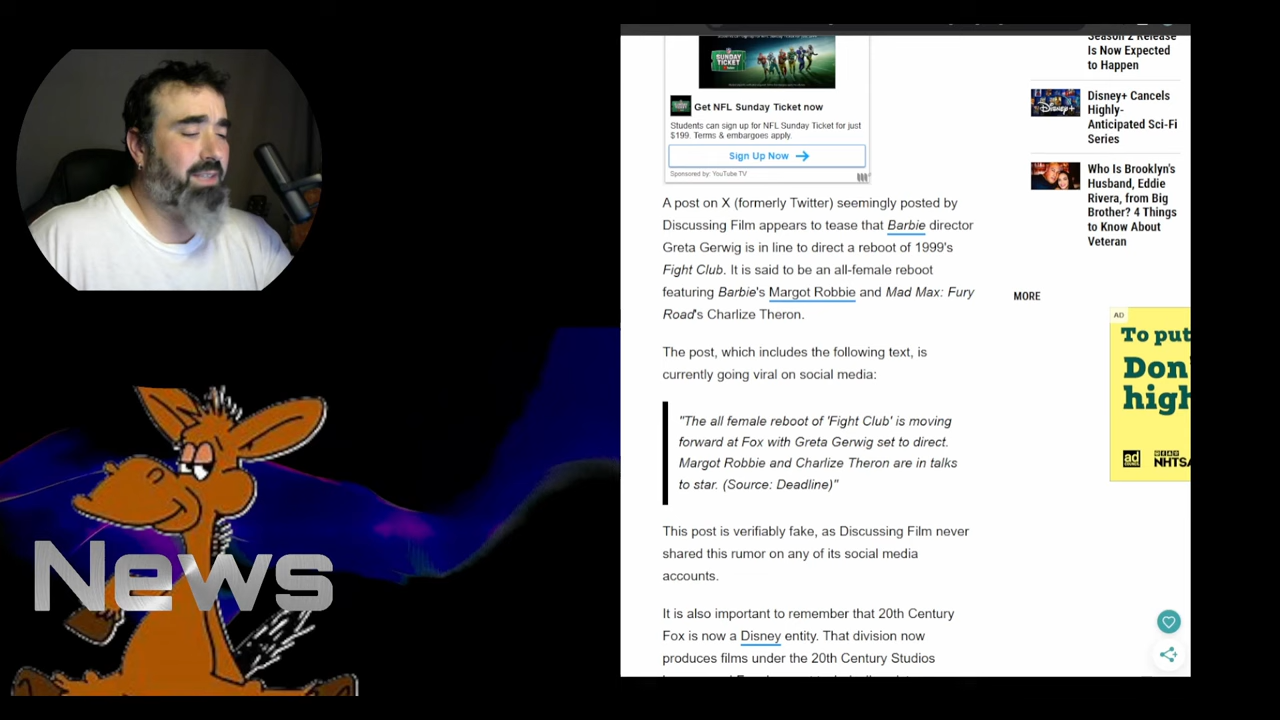 SUNDAY
TICKET
Get NFL Sunday Ticket now
Students can sign up for NFL Sunday Ticket for just
$199. Terms & embargoes apply.
Sign Up Now
Sponsored by: YouTube TV
A post on X (formerly Twitter) seemingly posted by
Discussing Film appears to tease that Barbie director
Greta Gerwig is in line to direct a reboot of 1999's
Fight Club. It is said to be an all-female reboot
featuring Barbie's Margot Robbie and Mad Max: Fury
Road's Charlize Theron.
The post, which includes the following text, is
currently going viral on social media:
"The all female reboot of 'Fight Club' is moving
forward at Fox with Greta Gerwig set to direct.
Margot Robbie and Charlize Theron are in talks
to star. (Source: Deadline)"
This post is verifiably fake, as Discussing Film never
shared this rumor on any of its social media
accounts.
It is also important to remember that 20th Century
Fox is now a Disney entity. That division now
produces films under the 20th Century Studios
Season 2 Release
Is Now Expected
to Happen
Disney+
Disney+ Cancels
Highly-
Anticipated Sci-Fi
Series
Who Is Brooklyn's
Husband, Eddie
Rivera, from Big
Brother? 4 Things
to Know About
Veteran
MORE
AD
To put
Don'
high
ad
NHTSA
News